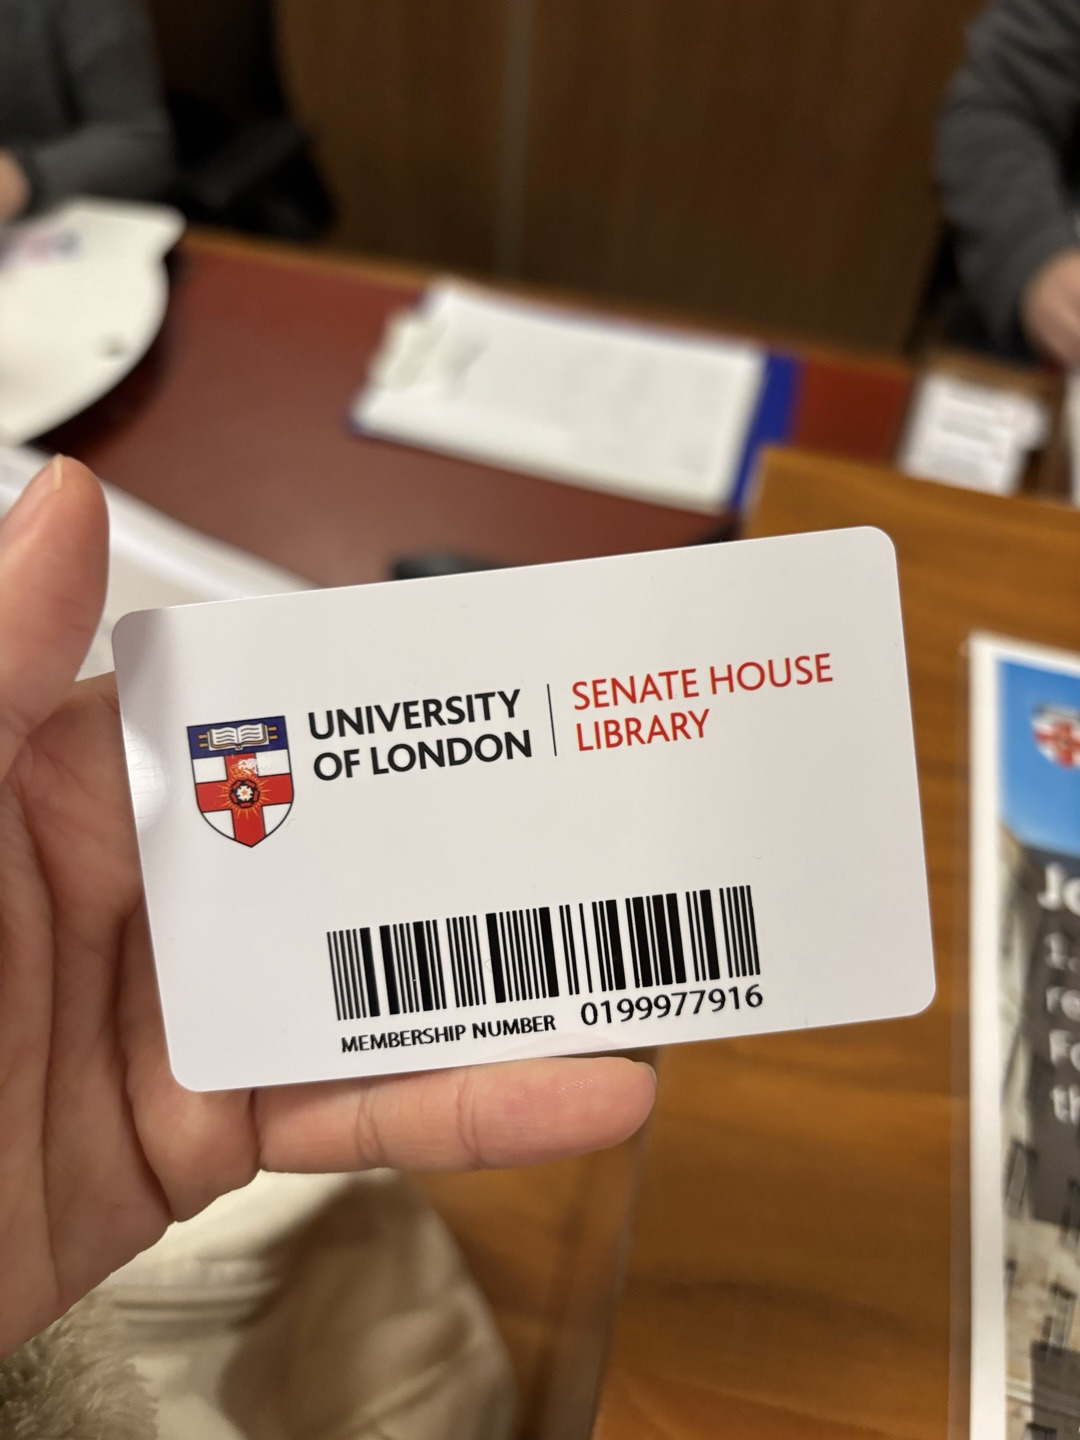 UNIVERSITY
OF LONDON
SENATE HOUSE
LIBRARY
MEMBERSHIP NUMBER 0199977916